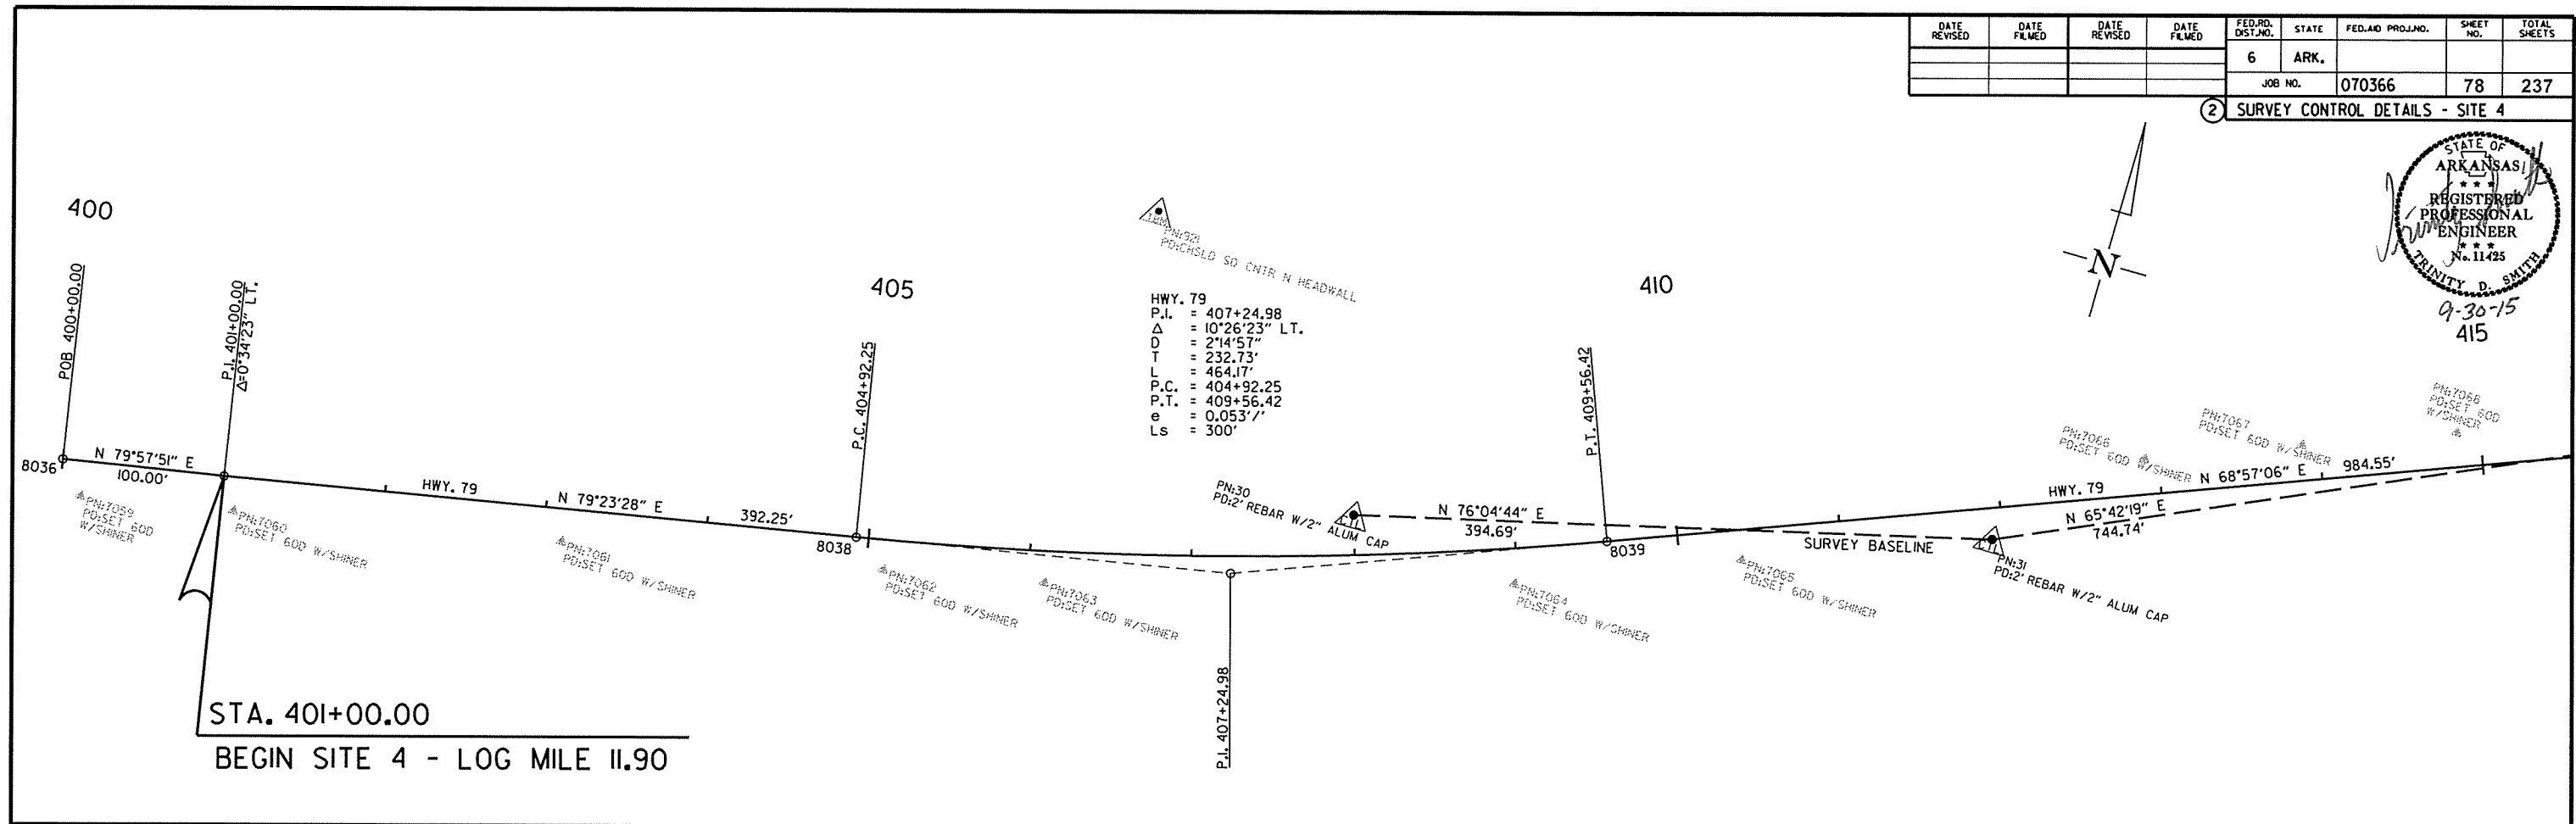 DATE REVISED
DATE FILMED
DATE REVISED
DATE FILMED
FED.RD. DIST.NO.
STATE
FED.AID PROJ.NO.
SHEET NO.
TOTAL SHEETS
6
ARK.
JOB NO.
070366
78
237
2
SURVEY CONTROL DETAILS - SITE 4
STATE OF
ARKANSAS
★ ★ ★
REGISTERED
PROFESSIONAL
ENGINEER
★ ★ ★
No. 11425
TRINITY D. SMITH
9-30-15
400
405
410
415
N
POB 400+00.00
P.I. 401+00.00
Δ=0°34'23" LT.
P.C. 404+92.25
TBM
PN:921
PD:CHSLD SQ CNTR N HEADWALL
HWY. 79
P.I. = 407+24.98
Δ = 10°26'23" LT.
D = 2°14'57"
T = 232.73'
L = 464.17'
P.C. = 404+92.25
P.T. = 409+56.42
e = 0.053'/'
Ls = 300'
P.T. 409+56.42
8036
N 79°57'51" E
100.00'
HWY. 79
N 79°23'28" E
392.25'
8038
PN:30
PD:2' REBAR W/2" ALUM CAP
CTL
N 76°04'44" E
394.69'
8039
SURVEY BASELINE
HWY. 79
N 68°57'06" E
984.55'
N 65°42'19" E
744.74'
CTL
PN:31
PD:2' REBAR W/2" ALUM CAP
PN:7059
PD:SET 60D
W/SHINER
PN:7060
PD:SET 60D W/SHINER
PN:7061
PD:SET 60D W/SHINER
PN:7062
PD:SET 60D W/SHINER
PN:7063
PD:SET 60D W/SHINER
PN:7064
PD:SET 60D W/SHINER
PN:7065
PD:SET 60D W/SHINER
PN:7066
PD:SET 60D W/SHINER
PN:7067
PD:SET 60D W/SHINER
PN:7068
PD:SET 60D
W/SHINER
P.I. 407+24.98
STA. 401+00.00
BEGIN SITE 4 - LOG MILE 11.90